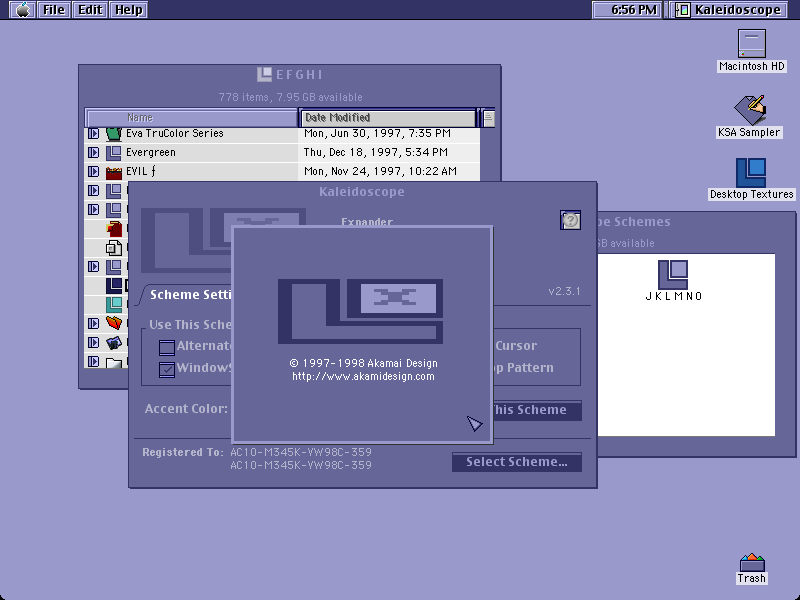 File Edit Help
6:56 PM Kaleidoscope
Macintosh HD
KSA Sampler
Desktop Textures
EFGHI
778 items, 7.95 GB available
Name Date Modified
Eva TruColor Series Mon, Jun 30, 1997, 7:35 PM
Evergreen Thu, Dec 18, 1997, 5:34 PM
EVIL ƒ Mon, Nov 24, 1997, 10:22 AM
Kaleidoscope
Expander
pe Schemes
GB available
JKLMNO
v2.3.1
Scheme Setti
Use This Sche
Alternat
Cursor
WindowS
op Pattern
Accent Color:
his Scheme
© 1997-1998 Akamai Design
http://www.akamidesign.com
Registered To: AC10-M345K-YW98C-359
AC10-M345K-YW98C-359
Select Scheme...
Trash